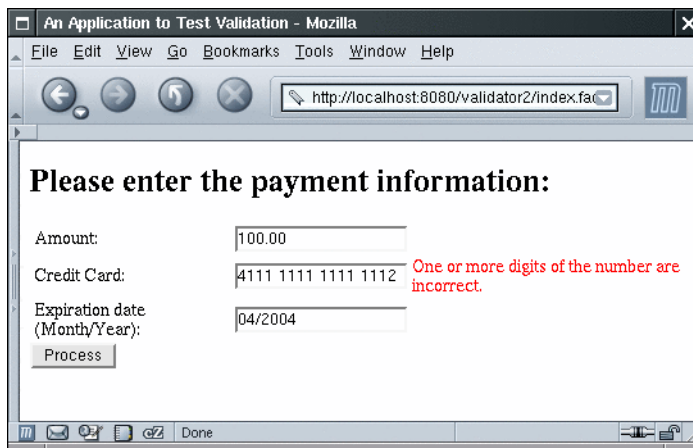 An Application to Test Validation - Mozilla
File Edit View Go Bookmarks Tools Window Help
http://localhost:8080/validator2/index.fac
Please enter the payment information:
Amount: 100.00
Credit Card: 4111 1111 1111 1112 One or more digits of the number are
incorrect.
Expiration date
(Month/Year): 04/2004
Process
Done